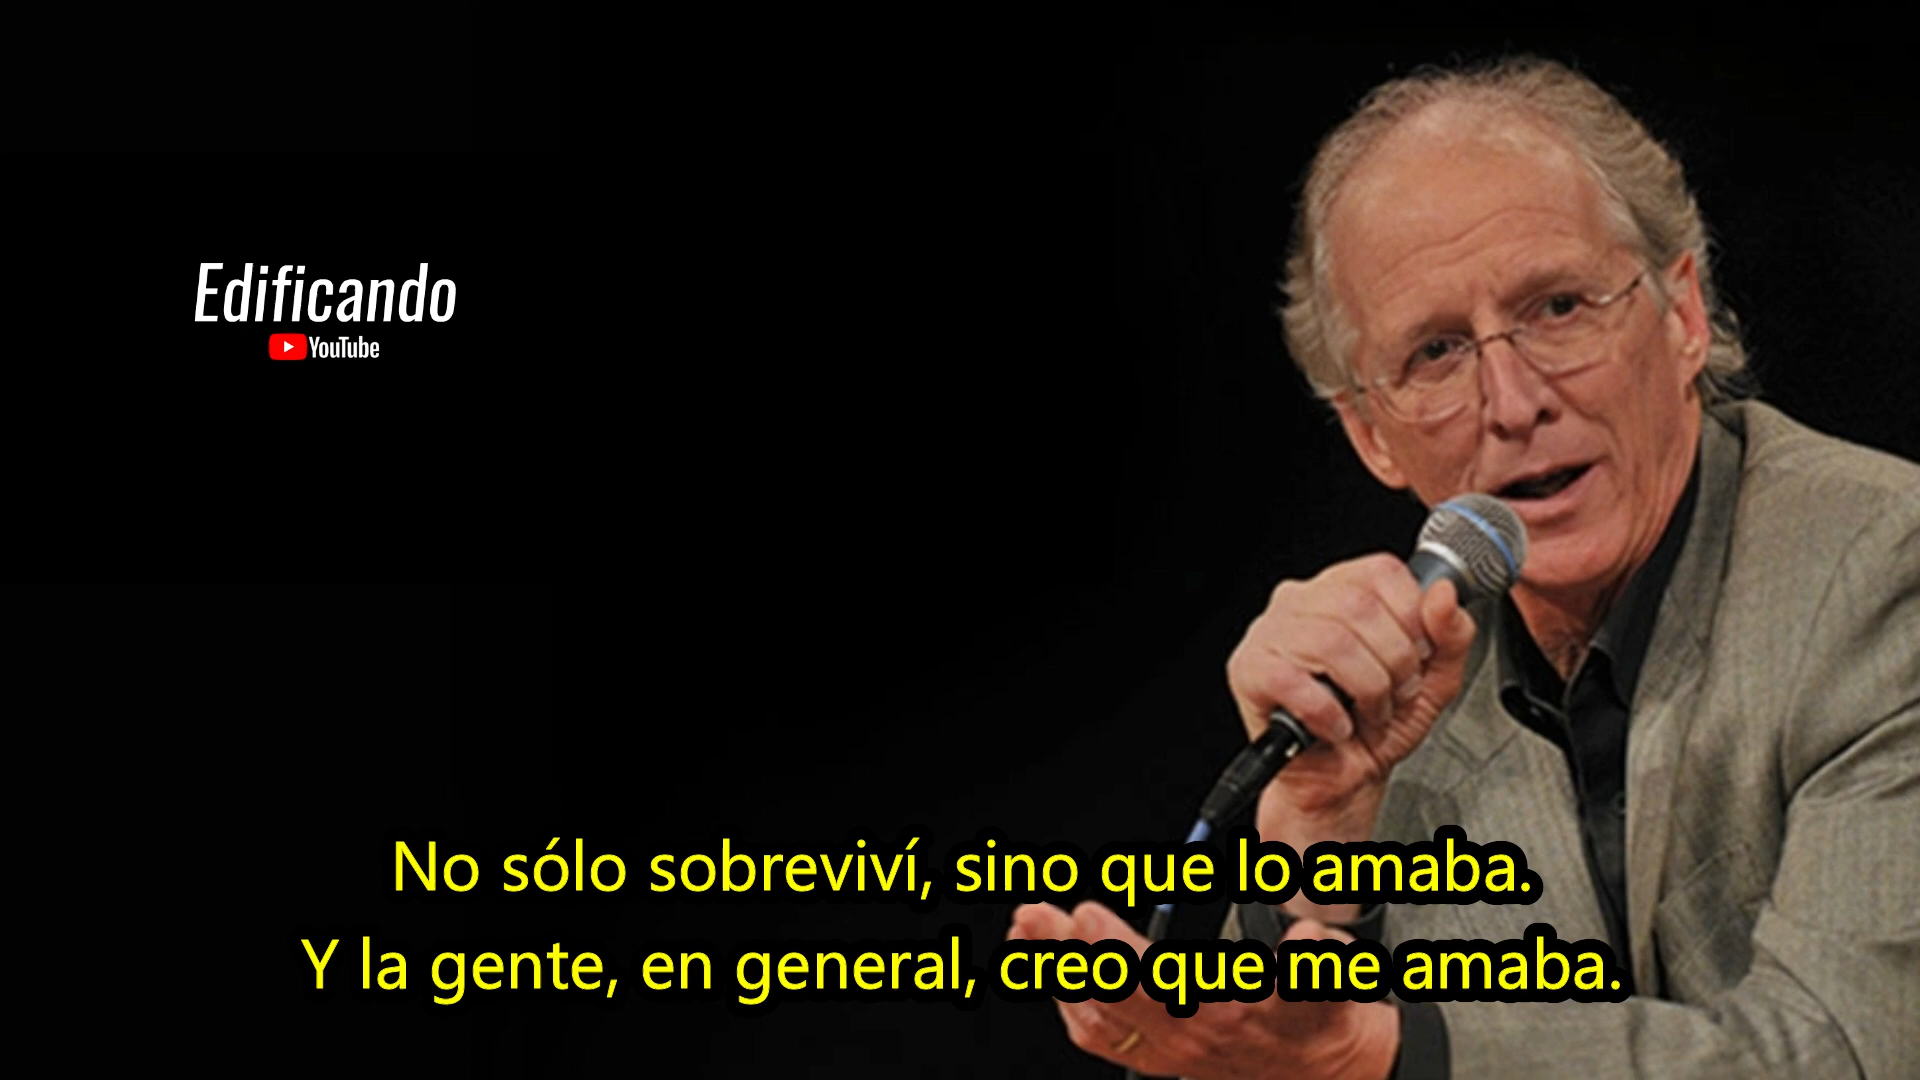 Edificando
YouTube
No sólo sobreviví, sino que lo amaba.
Y la gente, en general, creo que me amaba.